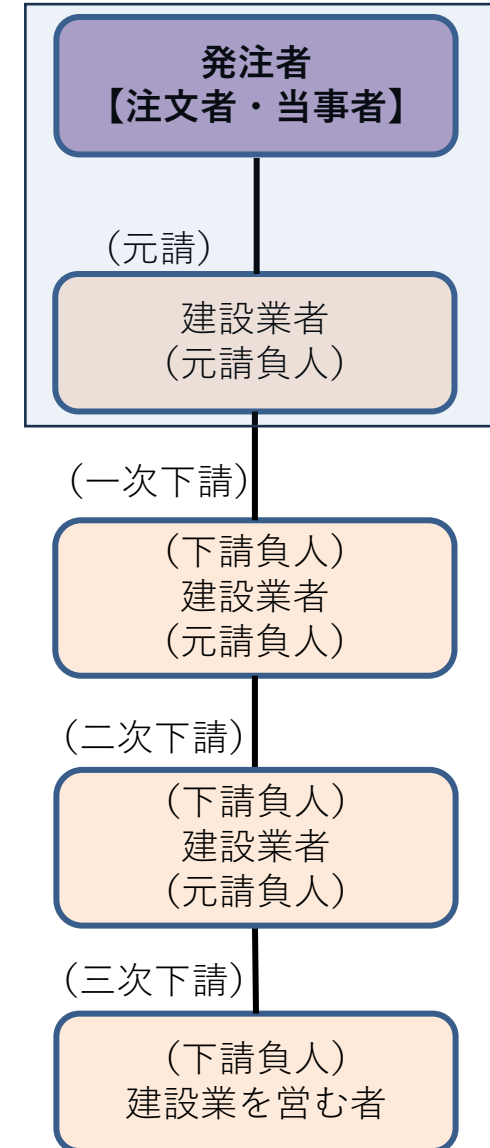 発注者
【注文者・当事者】
（元請）
建設業者
（元請負人）
（一次下請）
（下請負人）
建設業者
（元請負人）
（二次下請）
（下請負人）
建設業者
（元請負人）
（三次下請）
（下請負人）
建設業を営む者